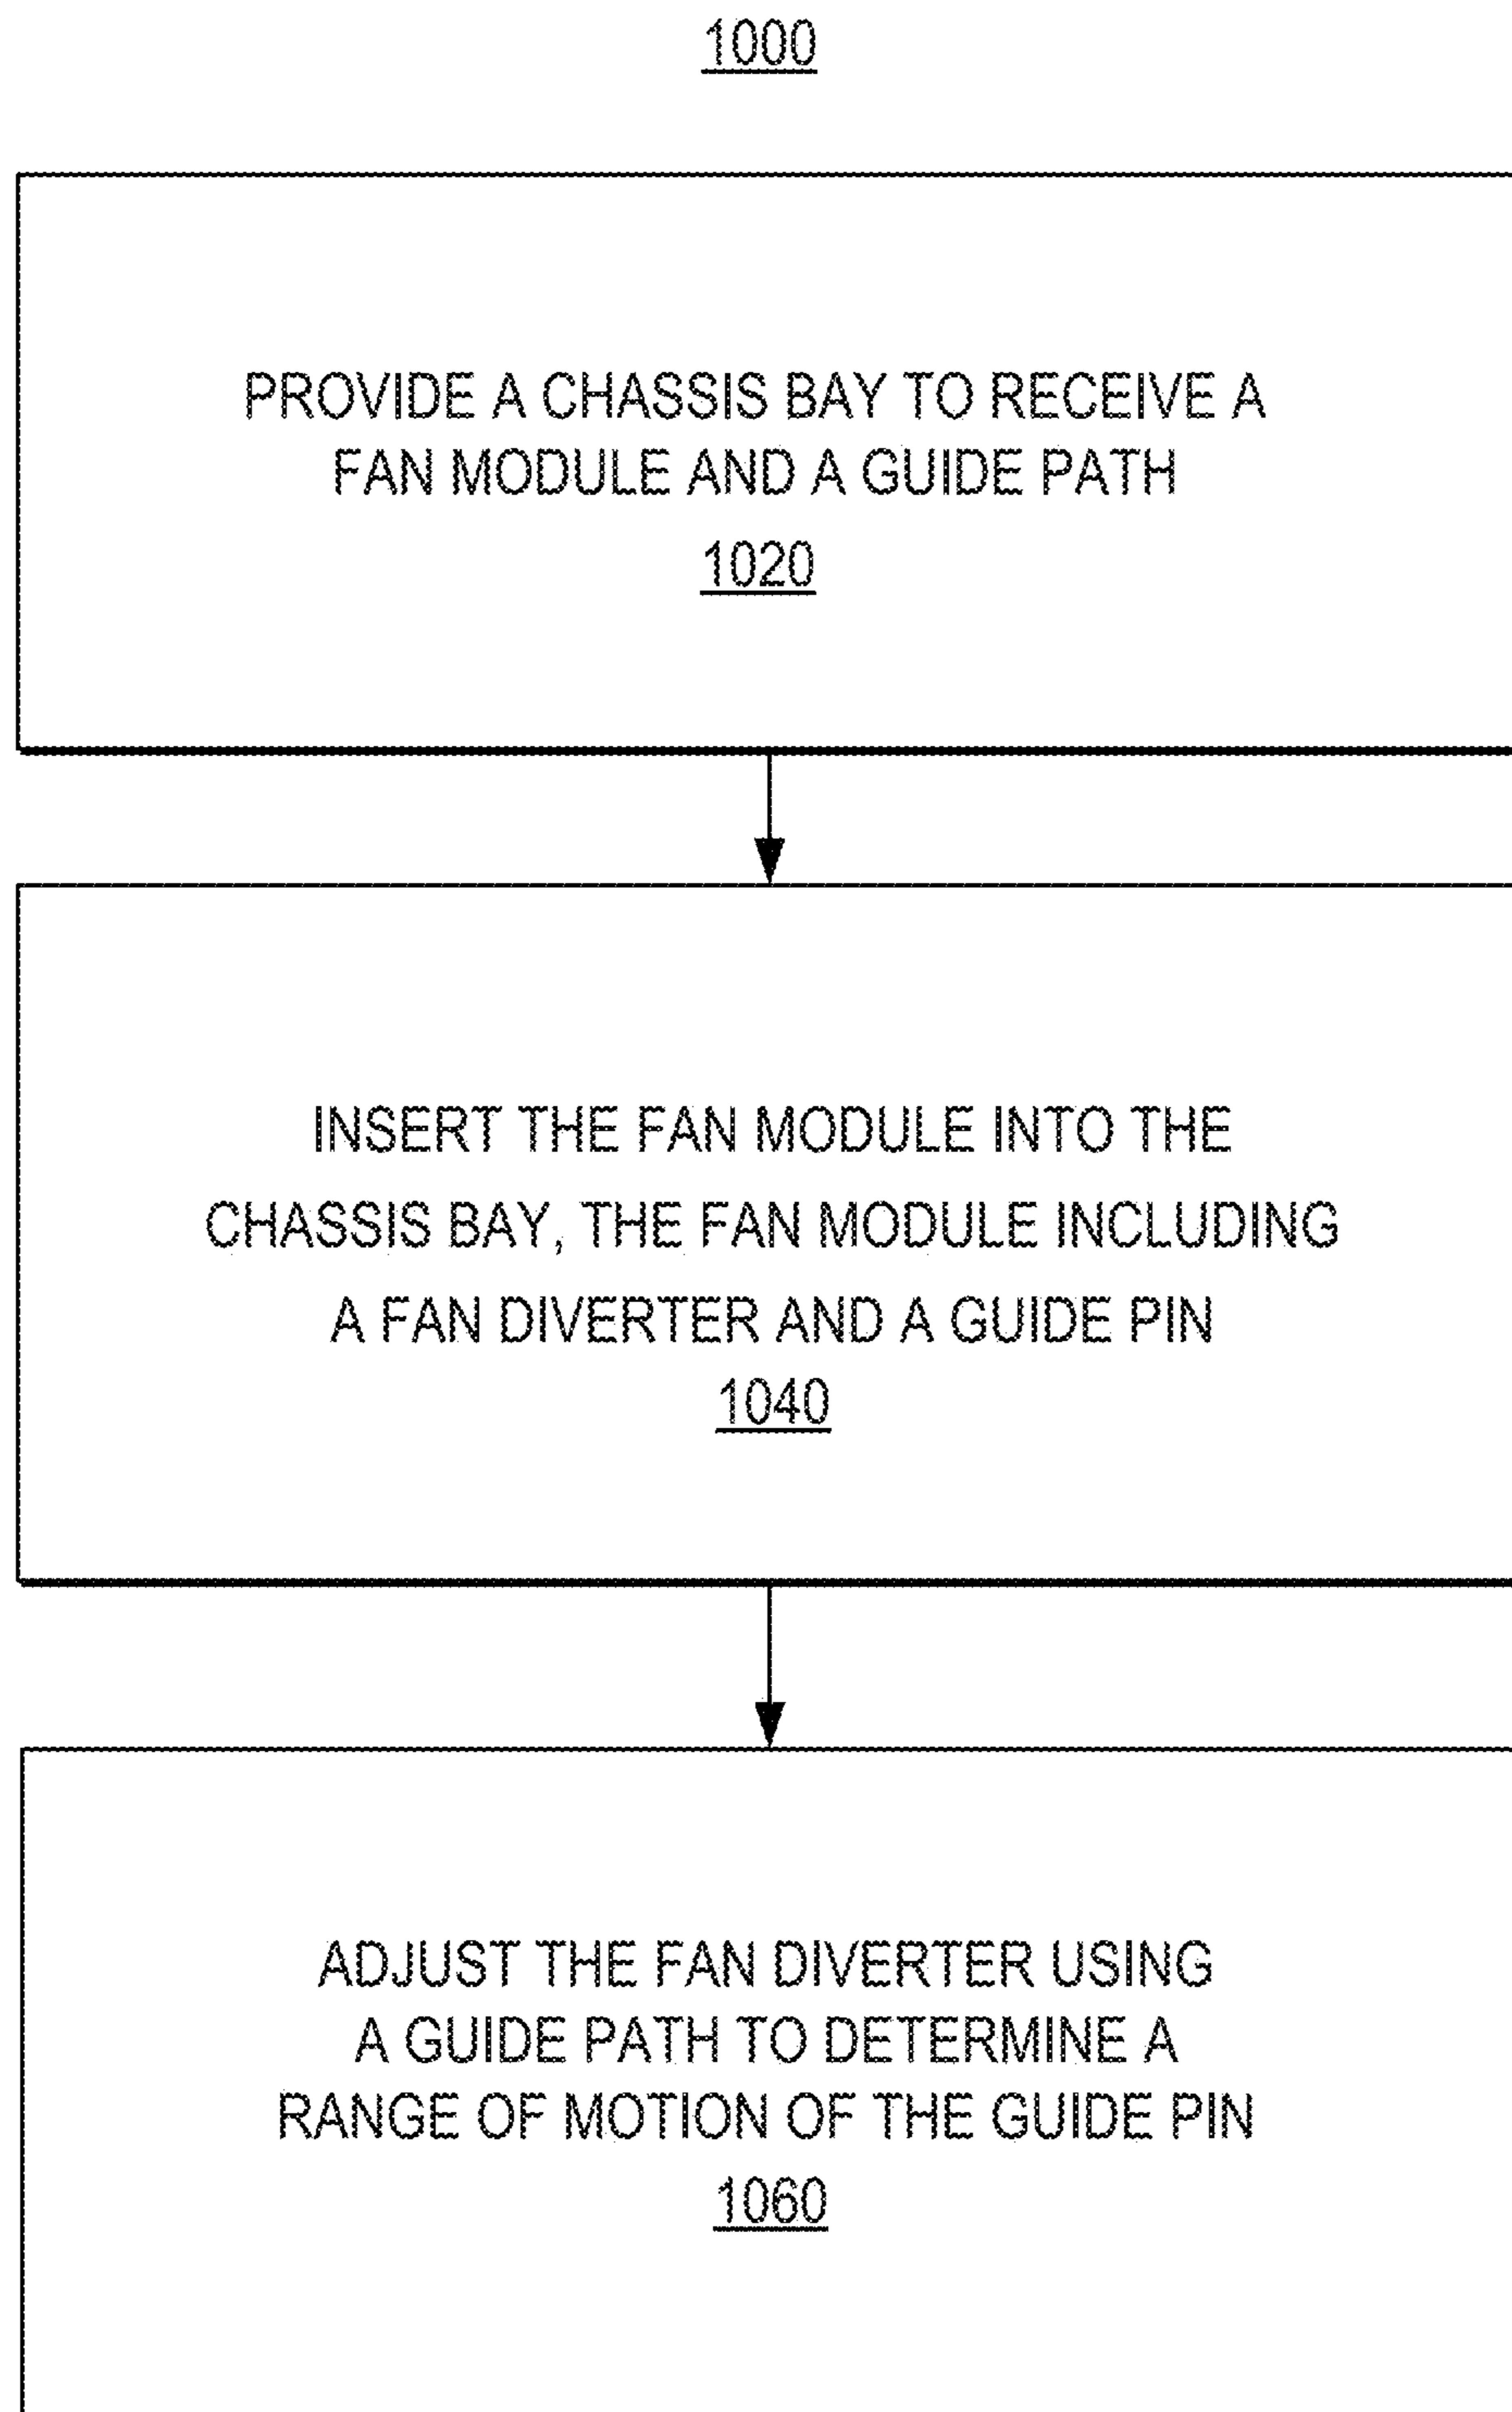 1000
PROVIDE A CHASSIS BAY TO RECEIVE A
FAN MODULE AND A GUIDE PATH
1020
INSERT THE FAN MODULE INTO THE
CHASSIS BAY, THE FAN MODULE INCLUDING
A FAN DIVERTER AND A GUIDE PIN
1040
ADJUST THE FAN DIVERTER USING
A GUIDE PATH TO DETERMINE A
RANGE OF MOTION OF THE GUIDE PIN
1060